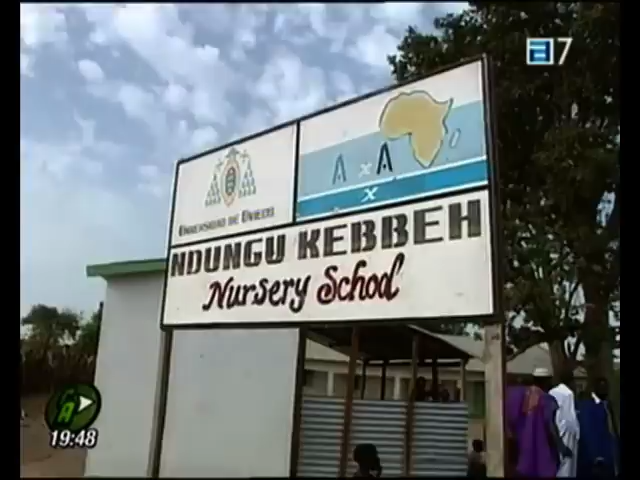 a7
UNIVERSIDAD DE OVIEDO
A x A
x
NDUNGU KEBBEH
Nursery School
19:48